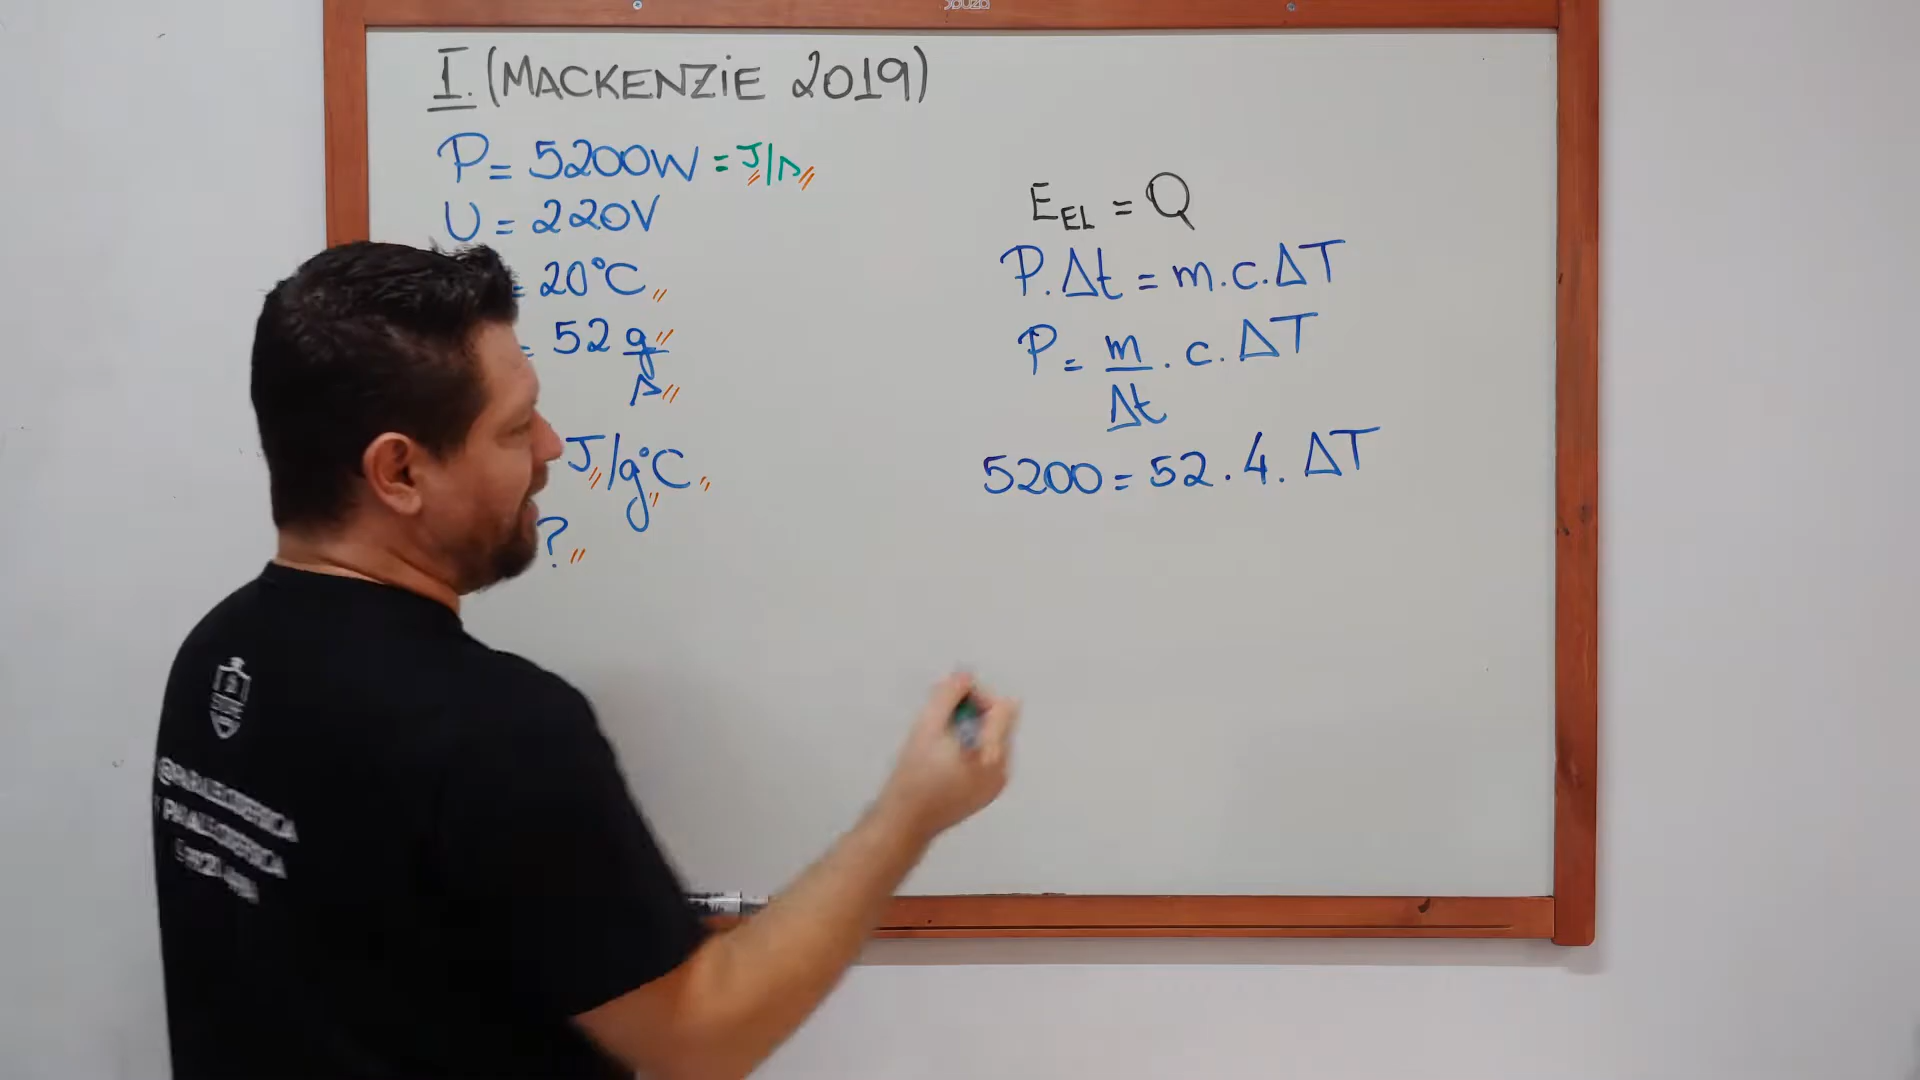 I. (MACKENZIE 2019)
P = 5200W = J/s
U = 220V
= 20°C
= 52 g/s
J/g°C
?
E_EL = Q
P.Δt = m.c.ΔT
P = m/Δt . c. ΔT
5200 = 52.4. ΔT